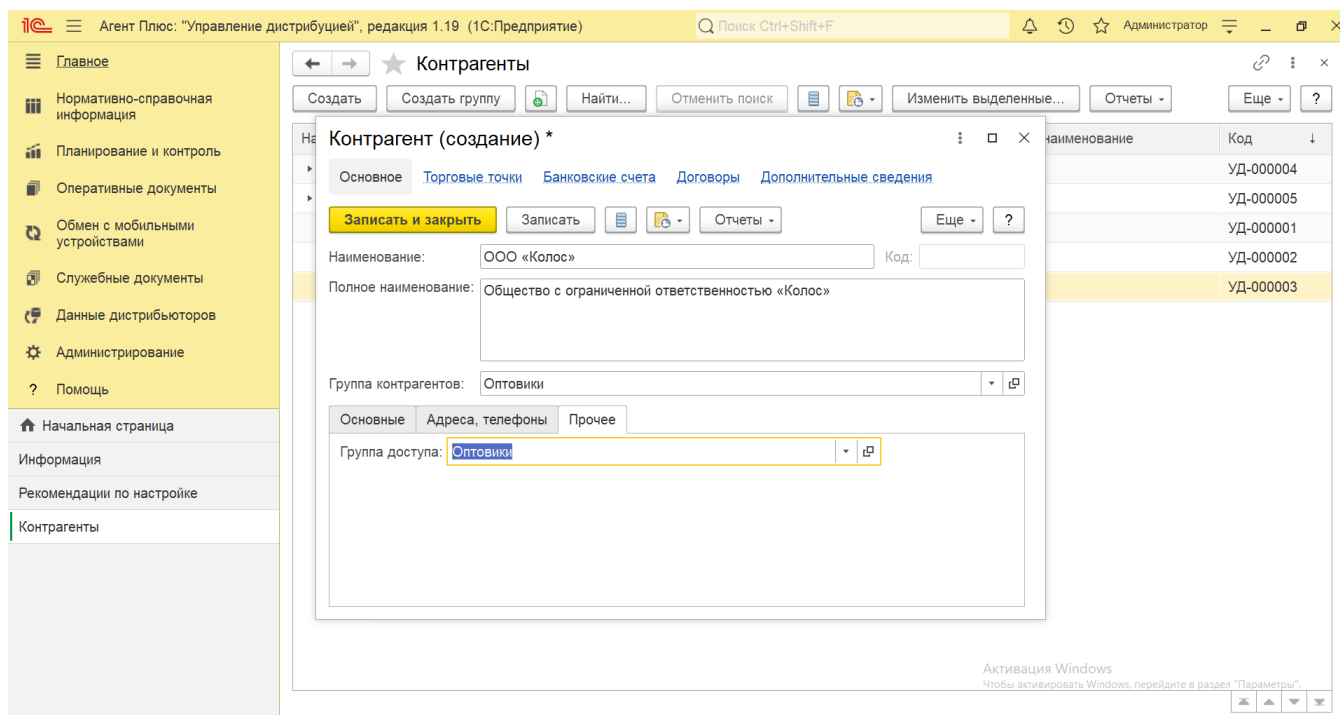 1С Агент Плюс: "Управление дистрибуцией", редакция 1.19 (1С:Предприятие) Поиск Ctrl+Shift+F Администратор
Главное
Нормативно-справочная
информация
Планирование и контроль
Оперативные документы
Обмен с мобильными
устройствами
Служебные документы
Данные дистрибьюторов
Администрирование
? Помощь
Начальная страница
Информация
Рекомендации по настройке
Контрагенты
Контрагенты
Создать Создать группу Найти... Отменить поиск Изменить выделенные... Отчеты Еще ?
На наименование Код ↓
УД-000004
УД-000005
УД-000001
УД-000002
УД-000003
Контрагент (создание) *
Основное Торговые точки Банковские счета Договоры Дополнительные сведения
Записать и закрыть Записать Отчеты Еще ?
Наименование: ООО «Колос» Код:
Полное наименование: Общество с ограниченной ответственностью «Колос»
Группа контрагентов: Оптовики
Основные Адреса, телефоны Прочее
Группа доступа: Оптовики
Активация Windows
Чтобы активировать Windows, перейдите в раздел "Параметры".